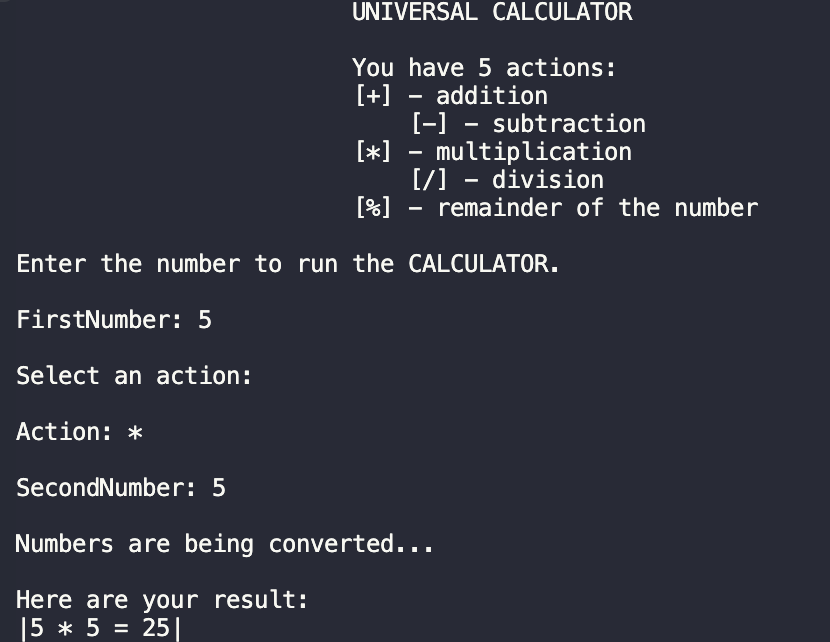 UNIVERSAL CALCULATOR
You have 5 actions:
[+] – addition
[–] – subtraction
[*] – multiplication
[/] – division
[%] – remainder of the number
Enter the number to run the CALCULATOR.
FirstNumber: 5
Select an action:
Action: *
SecondNumber: 5
Numbers are being converted...
Here are your result:
|5 * 5 = 25|